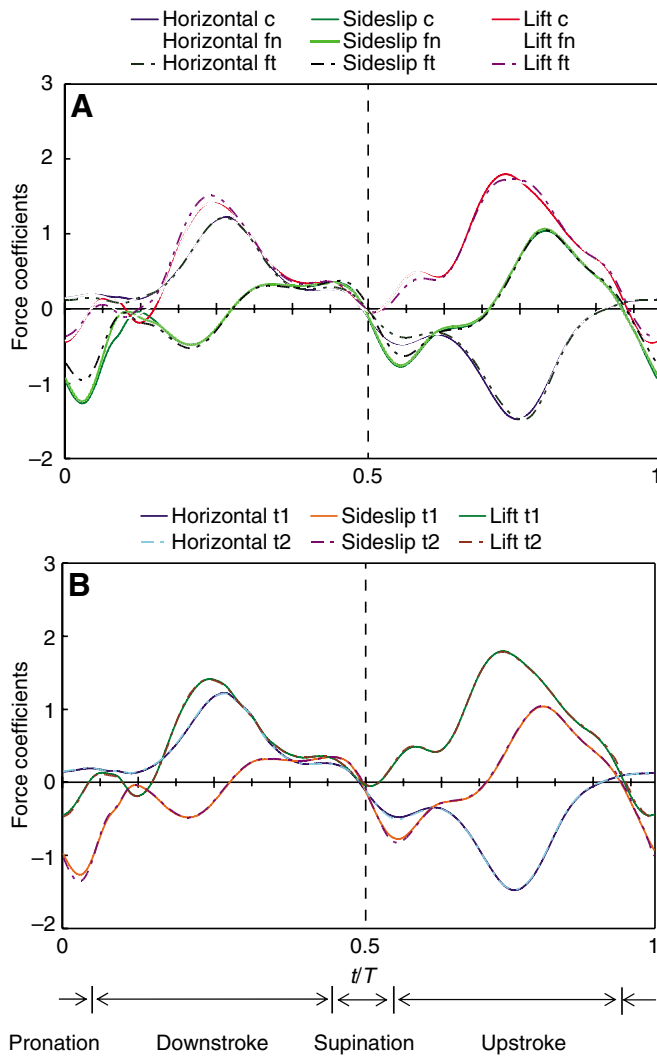 Horizontal c Sideslip c Lift c
Horizontal fn Sideslip fn Lift fn
Horizontal ft Sideslip ft Lift ft
3
A
2
1
0
−1
−2
Force coefficients
0 0.5 1
Horizontal t1 Sideslip t1 Lift t1
Horizontal t2 Sideslip t2 Lift t2
3
B
2
1
0
−1
−2
Force coefficients
0 0.5 1
t/T
Pronation Downstroke Supination Upstroke